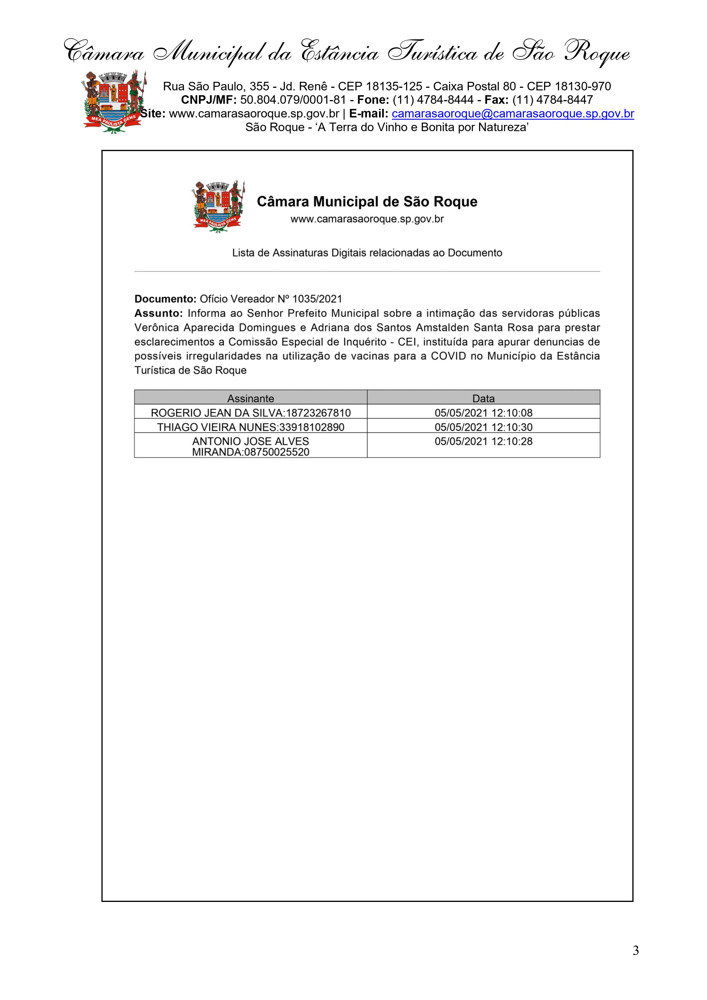 Câmara Municipal da Estância Turística de São Roque
Rua São Paulo, 355 - Jd. Renê - CEP 18135-125 - Caixa Postal 80 - CEP 18130-970
CNPJ/MF: 50.804.079/0001-81 - Fone: (11) 4784-8444 - Fax: (11) 4784-8447
Site: www.camarasaoroque.sp.gov.br | E-mail: camarasaoroque@camarasaoroque.sp.gov.br
São Roque - ‘A Terra do Vinho e Bonita por Natureza’
MEA PAULISTA GENS
Câmara Municipal de São Roque
www.camarasaoroque.sp.gov.br
MEA PAULISTA GENS
Lista de Assinaturas Digitais relacionadas ao Documento
Documento: Ofício Vereador Nº 1035/2021
Assunto: Informa ao Senhor Prefeito Municipal sobre a intimação das servidoras públicas
Verônica Aparecida Domingues e Adriana dos Santos Amstalden Santa Rosa para prestar
esclarecimentos a Comissão Especial de Inquérito - CEI, instituída para apurar denuncias de
possíveis irregularidades na utilização de vacinas para a COVID no Município da Estância
Turística de São Roque
Assinante Data
ROGERIO JEAN DA SILVA:18723267810 05/05/2021 12:10:08
THIAGO VIEIRA NUNES:33918102890 05/05/2021 12:10:30
ANTONIO JOSE ALVES 05/05/2021 12:10:28
MIRANDA:08750025520
3